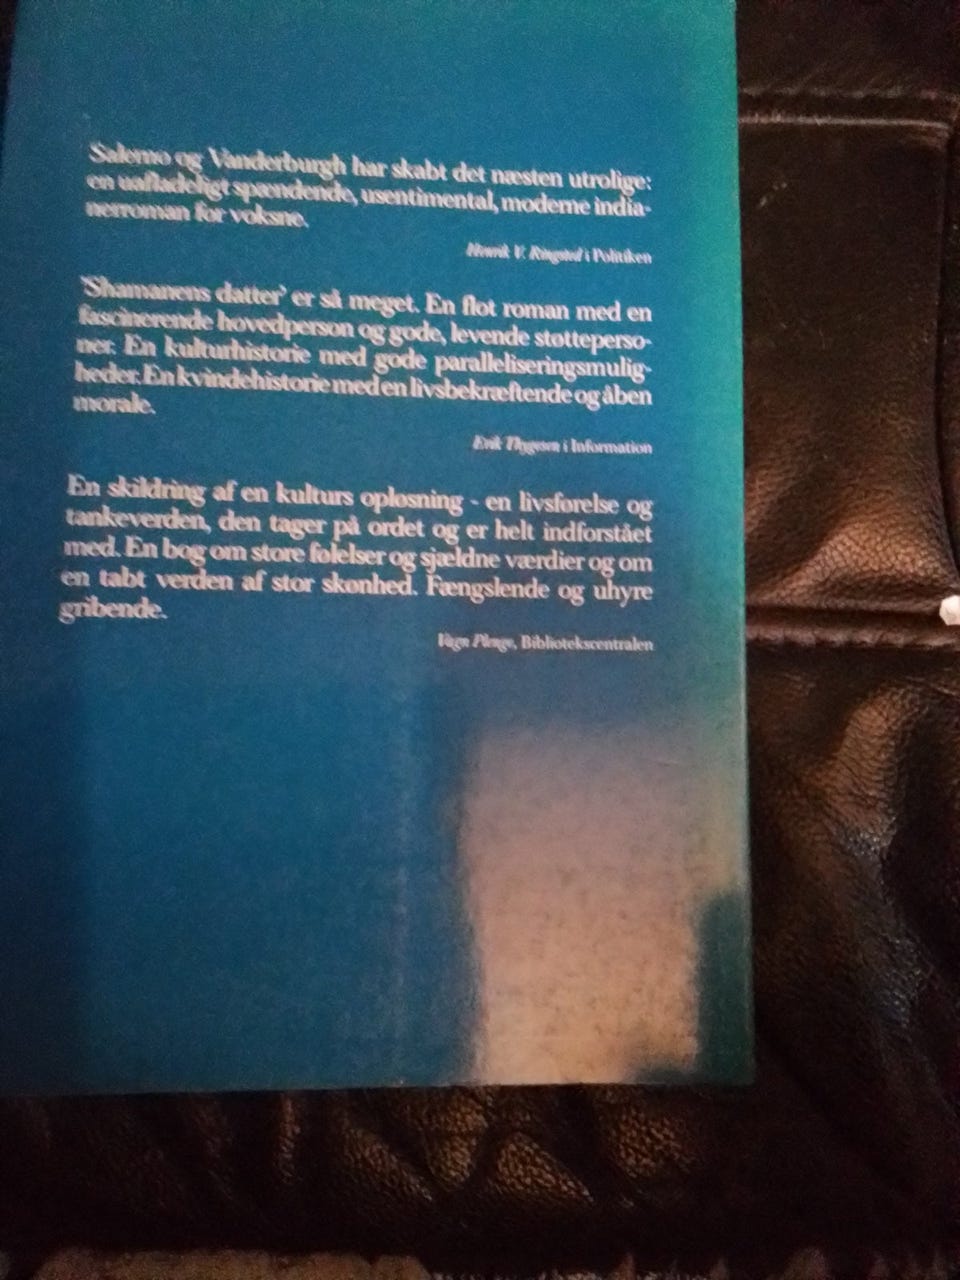 Salerno og Vanderburgh har skabt det næsten utrolige:
en uafladeligt spændende, usentimental, moderne india-
nerroman for voksne.
Henrik V. Ringsted i Politiken
'Shamanens datter' er så meget. En flot roman med en
fascinerende hovedperson og gode, levende støtteperso-
ner. En kulturhistorie med gode paralleliseringsmulig-
heder. En kvindehistorie med en livsbekræftende og åben
morale.
Erik Thygesen i Information
En skildring af en kulturs opløsning - en livsførelse og
tankeverden, den tager på ordet og er helt indforstået
med. En bog om store følelser og sjældne værdier og om
en tabt verden af stor skønhed. Fængslende og uhyre
gribende.
Vagn Plenge, Bibliotekscentralen